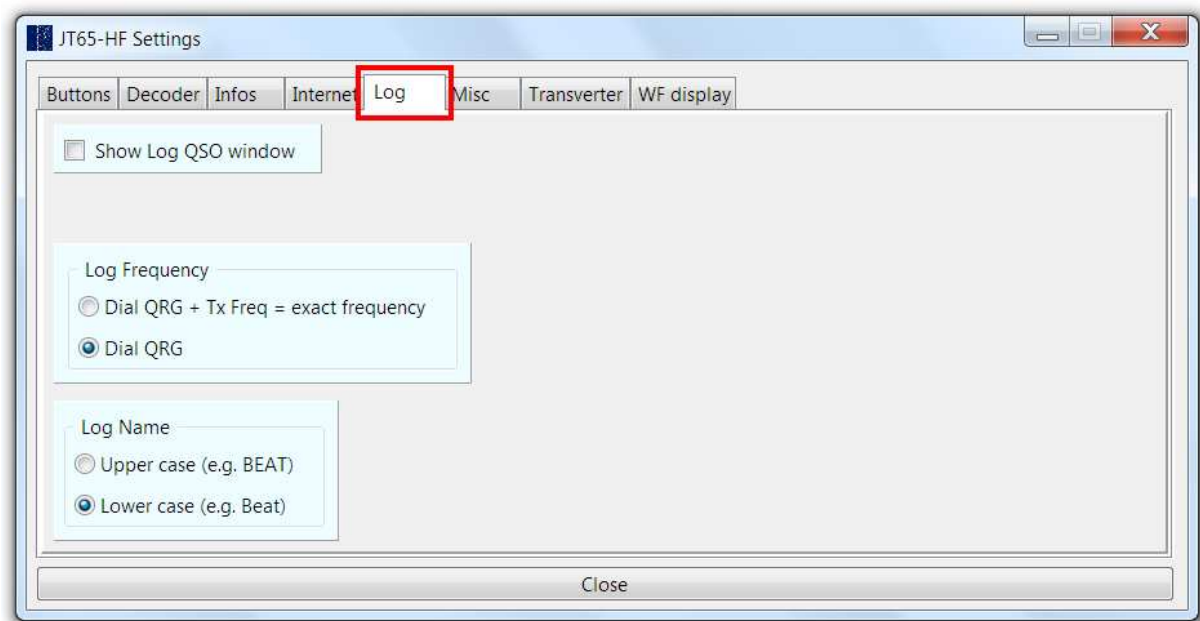 JT65-HF Settings
Buttons Decoder Infos Internet Log Misc Transverter WF display
Show Log QSO window
Log Frequency
Dial QRG + Tx Freq = exact frequency
Dial QRG
Log Name
Upper case (e.g. BEAT)
Lower case (e.g. Beat)
Close